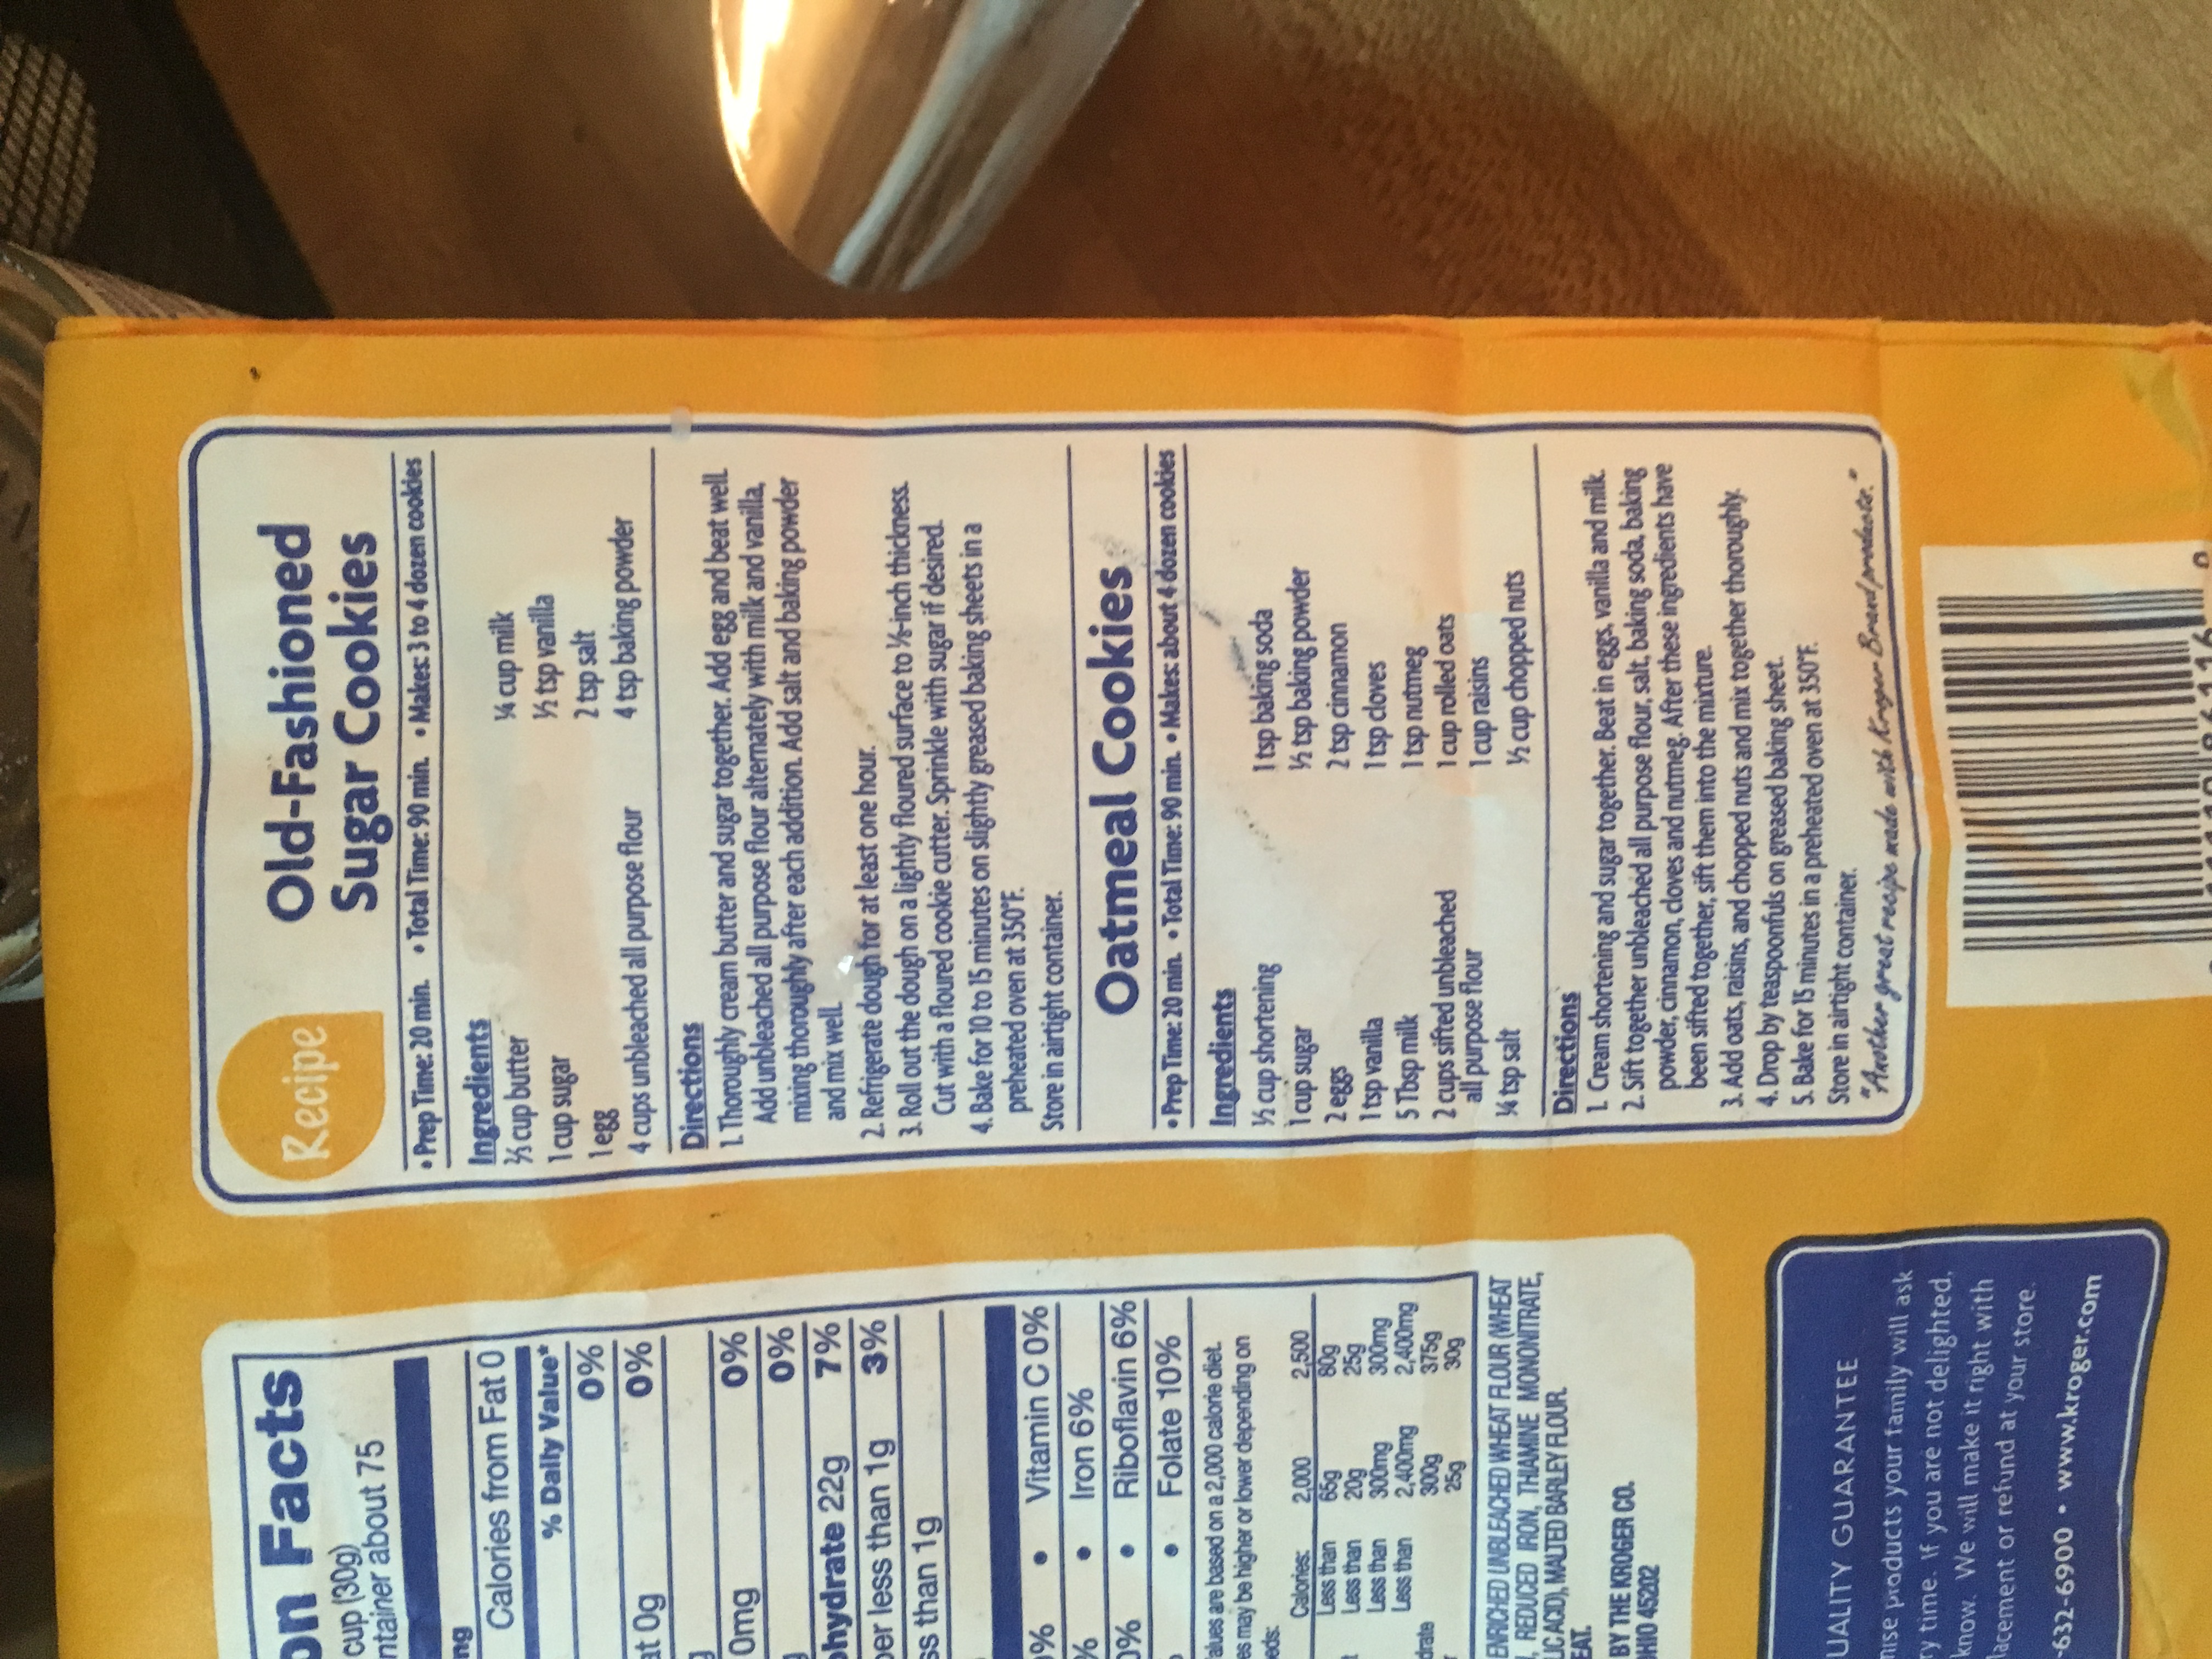 Recipe
Old-Fashioned
Sugar Cookies
• Prep Time: 20 min. • Total Time: 90 min. • Makes: 3 to 4 dozen cookies
Ingredients
⅔ cup butter
1 cup sugar
1 egg
4 cups unbleached all purpose flour
¼ cup milk
½ tsp vanilla
2 tsp salt
4 tsp baking powder
Directions
1. Thoroughly cream butter and sugar together. Add egg and beat well.
Add unbleached all purpose flour alternately with milk and vanilla,
mixing thoroughly after each addition. Add salt and baking powder
and mix well.
2. Refrigerate dough for at least one hour.
3. Roll out the dough on a lightly floured surface to ⅛-inch thickness.
Cut with a floured cookie cutter. Sprinkle with sugar if desired.
4. Bake for 10 to 15 minutes on slightly greased baking sheets in a
preheated oven at 350°F.
Store in airtight container.
Oatmeal Cookies
• Prep Time: 20 min. • Total Time: 90 min. • Makes: about 4 dozen cookies
Ingredients
½ cup shortening
1 cup sugar
2 eggs
1 tsp vanilla
5 Tbsp milk
2 cups sifted unbleached
all purpose flour
¼ tsp salt
1 tsp baking soda
½ tsp baking powder
2 tsp cinnamon
1 tsp cloves
1 tsp nutmeg
1 cup rolled oats
1 cup raisins
½ cup chopped nuts
Directions
1. Cream shortening and sugar together. Beat in eggs, vanilla and milk.
2. Sift together unbleached all purpose flour, salt, baking soda, baking
powder, cinnamon, cloves and nutmeg. After these ingredients have
been sifted together, sift them into the mixture.
3. Add oats, raisins, and chopped nuts and mix together thoroughly.
4. Drop by teaspoonfuls on greased baking sheet.
5. Bake for 15 minutes in a preheated oven at 350°F.
Store in airtight container.
"Another great recipe made with Kroger Brand products."
on Facts
cup (30g)
ntainer about 75
ng
Calories from Fat 0
% Daily Value*
0%
at 0g 0%
0mg 0%
0%
ohydrate 22g 7%
ber less than 1g 3%
ss than 1g
0% • Vitamin C 0%
% • Iron 6%
0% • Riboflavin 6%
• Folate 10%
alues are based on a 2,000 calorie diet.
es may be higher or lower depending on
eds:
Calories: 2,000 2,500
Less than 65g 80g
Less than 20g 25g
Less than 300mg 300mg
Less than 2,400mg 2,400mg
drate 300g 375g
25g 30g
ENRICHED UNBLEACHED WHEAT FLOUR (WHEAT
, REDUCED IRON, THIAMINE MONONITRATE,
LIC ACID), MALTED BARLEY FLOUR.
EAT.
BY THE KROGER CO.
OHIO 45202
UALITY GUARANTEE
mise products your family will ask
ry time. If you are not delighted,
know. We will make it right with
lacement or refund at your store.
-632-6900 • www.kroger.com